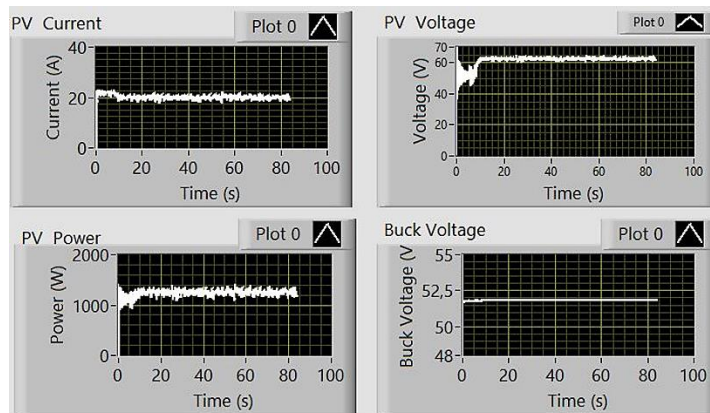 PV Current
Plot 0
Current (A)
40
20
0
0 20 40 60 80 100
Time (s)
PV Voltage
Plot 0
Voltage (V)
70
60
40
20
0
0 20 40 60 80 100
Time (s)
PV Power
Plot 0
Power (W)
2000
1000
0
0 20 40 60 80 100
Time (s)
Buck Voltage
Plot 0
Buck Voltage (V
55
52,5
50
48
0 20 40 60 80 100
Time (s)